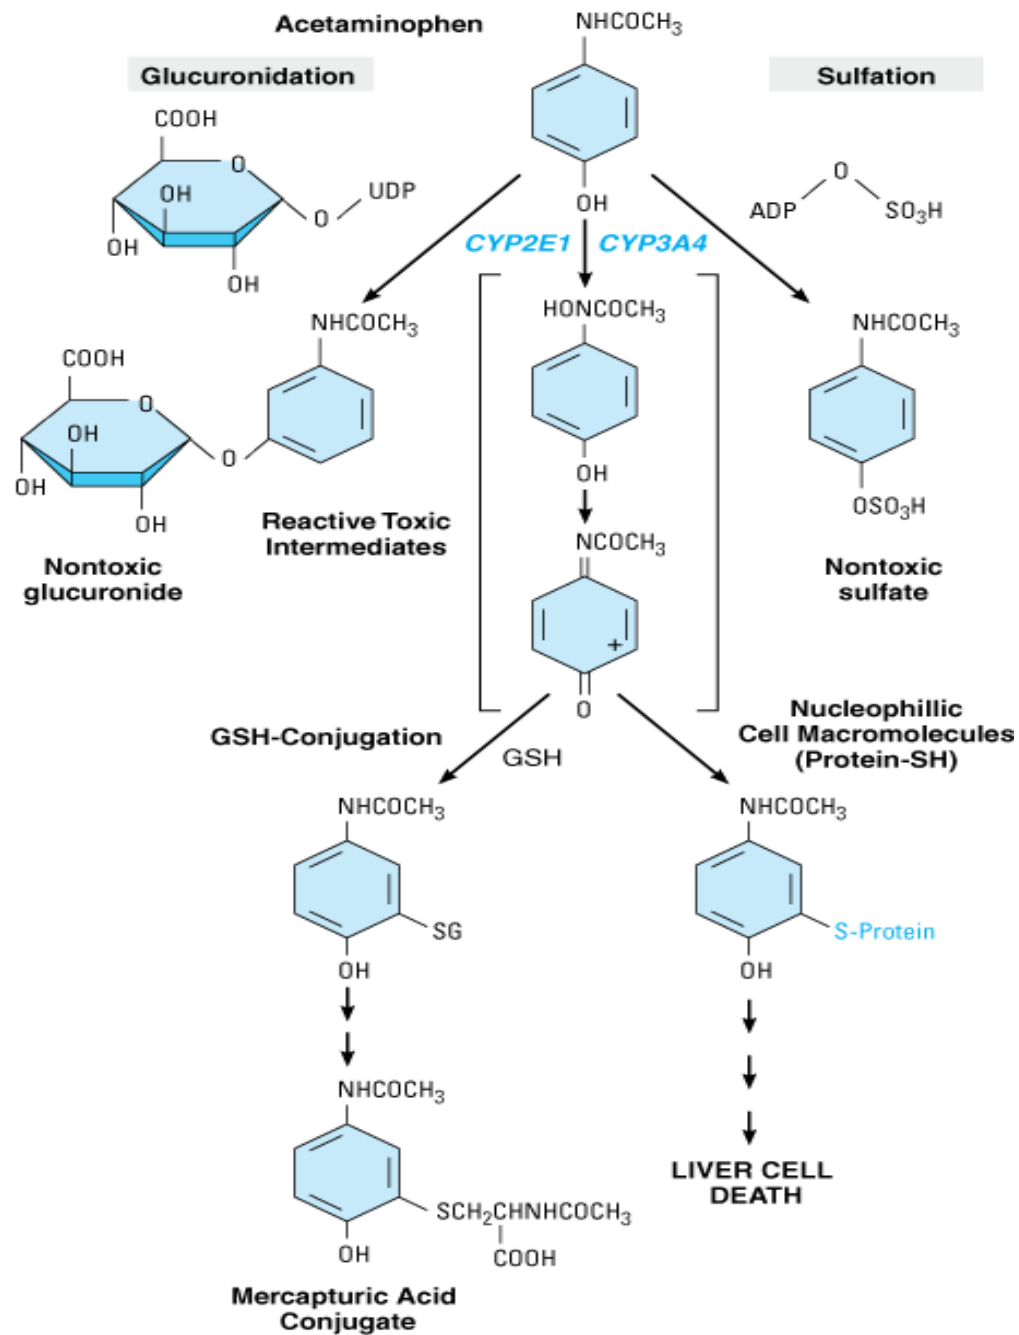 Acetaminophen
NHCOCH₃
Glucuronidation
Sulfation
COOH
O
OH
OH
OH
O
UDP
OH
ADP
O
SO₃H
CYP2E1
CYP3A4
NHCOCH₃
COOH
O
OH
OH
OH
O
HONCOCH₃
OH
NHCOCH₃
OSO₃H
Reactive Toxic
Intermediates
Nontoxic
glucuronide
NCOCH₃
+
O
Nontoxic
sulfate
GSH-Conjugation
GSH
Nucleophillic
Cell Macromolecules
(Protein-SH)
NHCOCH₃
SG
OH
NHCOCH₃
S-Protein
OH
NHCOCH₃
SCH₂CHNHCOCH₃
COOH
OH
LIVER CELL
DEATH
Mercapturic Acid
Conjugate